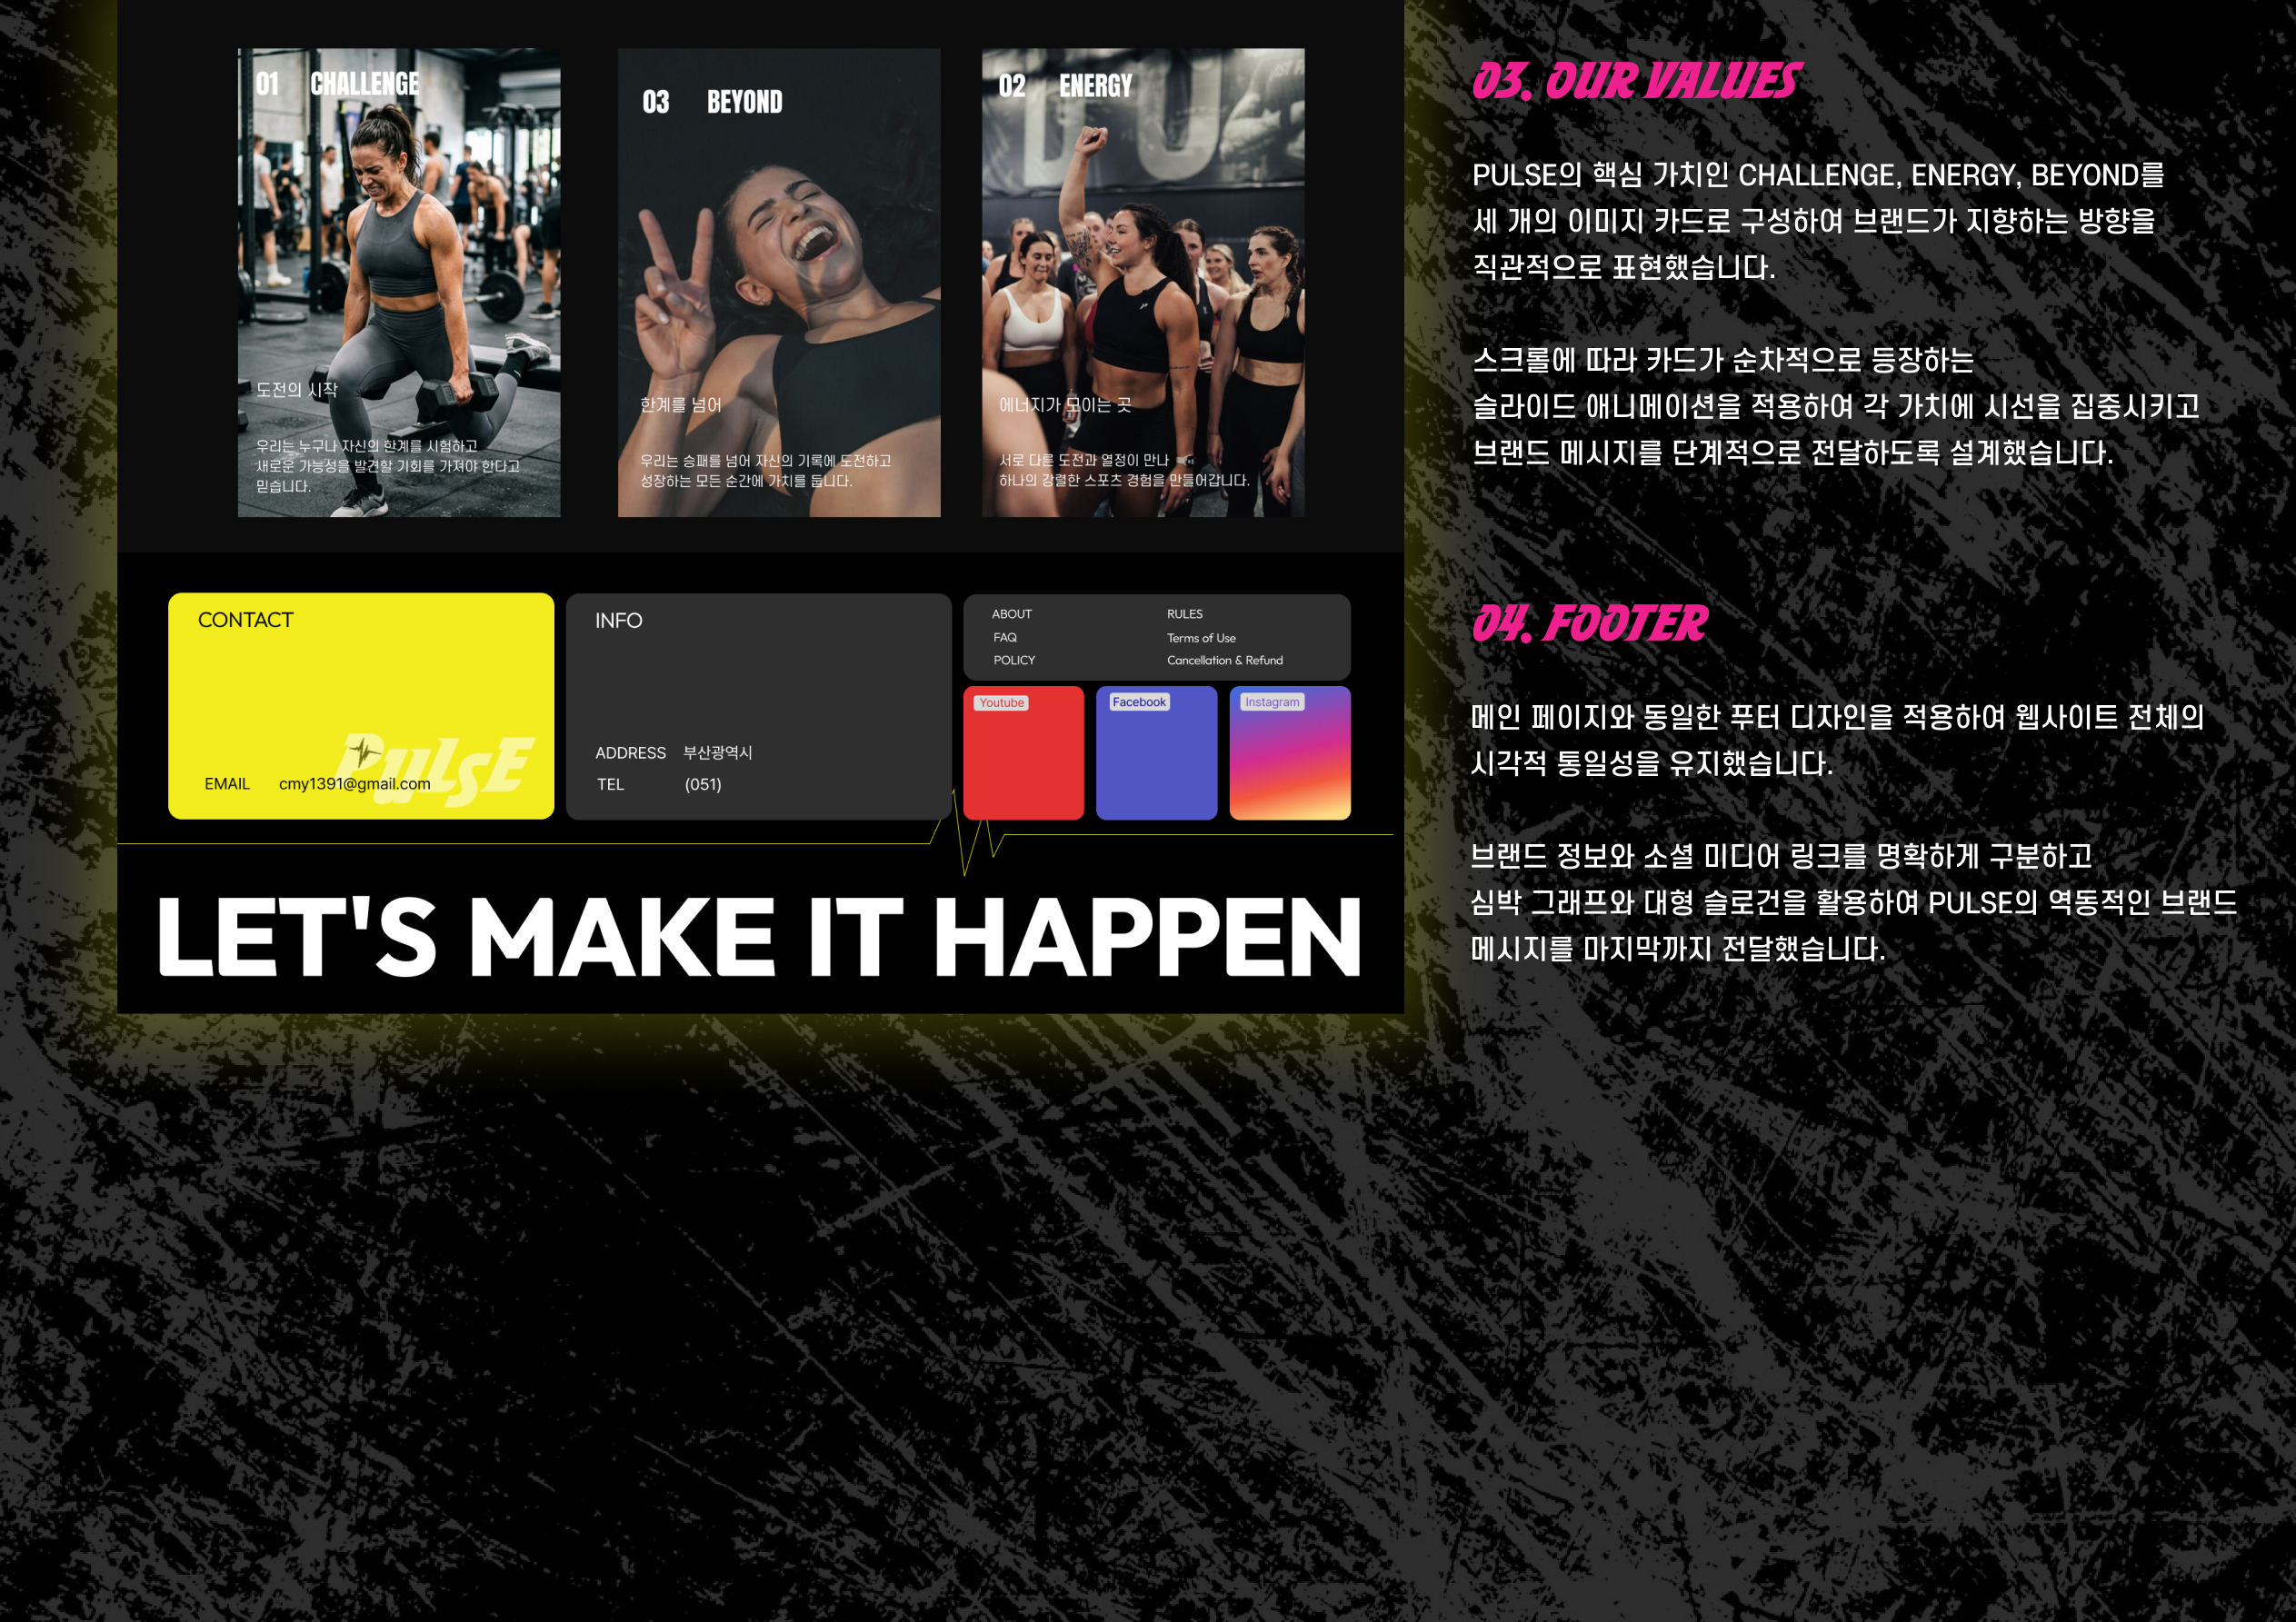 01 CHALLENGE
도전의 시작
우리는 누구나 자신의 한계를 시험하고
새로운 가능성을 발견할 기회를 가져야 한다고
믿습니다.
03 BEYOND
한계를 넘어
우리는 승패를 넘어 자신의 기록에 도전하고
성장하는 모든 순간에 가치를 둡니다.
02 ENERGY
에너지가 모이는 곳
서로 다른 도전과 열정이 만나
하나의 강렬한 스포츠 경험을 만들어갑니다.
CONTACT
PulsE
EMAIL cmy1391@gmail.com
INFO
ADDRESS 부산광역시
TEL (051)
ABOUT
FAQ
POLICY
RULES
Terms of Use
Cancellation & Refund
Youtube
Facebook
Instagram
LET'S MAKE IT HAPPEN
03. OUR VALUES
PULSE의 핵심 가치인 CHALLENGE, ENERGY, BEYOND를
세 개의 이미지 카드로 구성하여 브랜드가 지향하는 방향을
직관적으로 표현했습니다.
스크롤에 따라 카드가 순차적으로 등장하는
슬라이드 애니메이션을 적용하여 각 가치에 시선을 집중시키고
브랜드 메시지를 단계적으로 전달하도록 설계했습니다.
04. FOOTER
메인 페이지와 동일한 푸터 디자인을 적용하여 웹사이트 전체의
시각적 통일성을 유지했습니다.
브랜드 정보와 소셜 미디어 링크를 명확하게 구분하고
심박 그래프와 대형 슬로건을 활용하여 PULSE의 역동적인 브랜드
메시지를 마지막까지 전달했습니다.